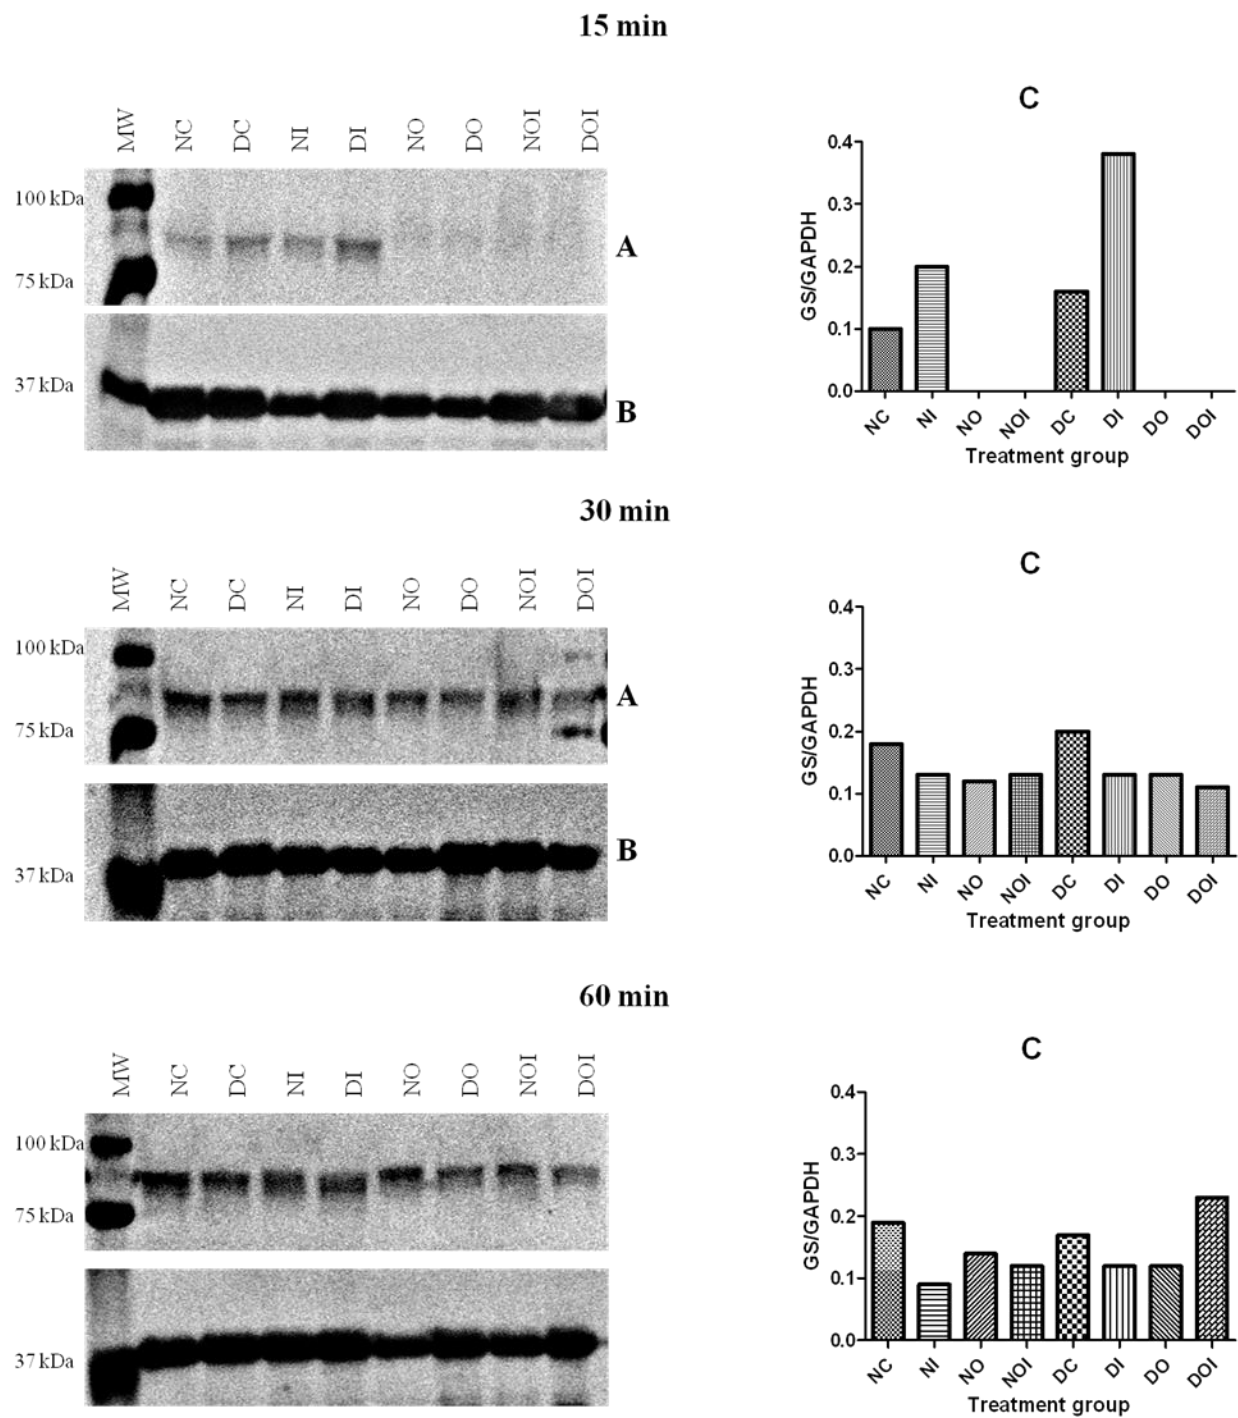 15 min
MW NC DC NI DI NO DO NOI DOI
100 kDa
75 kDa
A
37 kDa
B
C
GS/GAPDH
0.4
0.3
0.2
0.1
0.0
NC NI NO NOI DC DI DO DOI
Treatment group
30 min
MW NC DC NI DI NO DO NOI DOI
100 kDa
75 kDa
A
37 kDa
B
C
GS/GAPDH
0.4
0.3
0.2
0.1
0.0
NC NI NO NOI DC DI DO DOI
Treatment group
60 min
MW NC DC NI DI NO DO NOI DOI
100 kDa
75 kDa
37 kDa
C
GS/GAPDH
0.4
0.3
0.2
0.1
0.0
NC NI NO NOI DC DI DO DOI
Treatment group